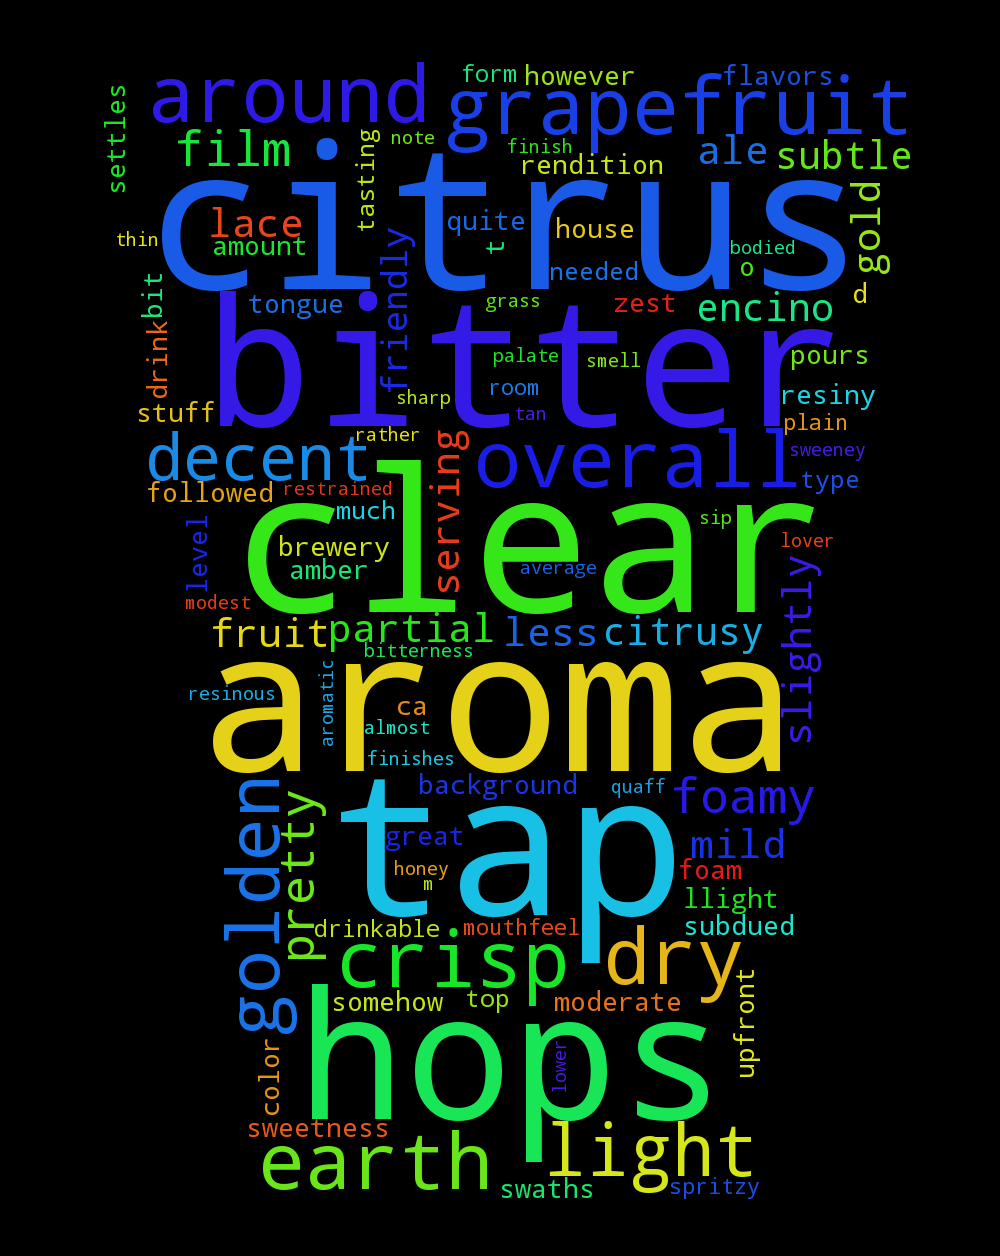 form
however
flavors
around
grapefruit
settles
film
tasting
note
finish
rendition
ale
subtle
citrus
lace
amount
quite
t
house
gold
thin
bodied
o
needed
friendly
bit
tongue
grass
zest
encino
d
bitter
drink
palate
smell
pours
room
sharp
tan
resiny
stuff
plain
rather
decent
overall
sweeney
followed
restrained
serving
type
much
clear
sip
level
brewery
lover
amber
average
modest
slightly
fruit
partial
less
citrusy
bitterness
aroma
resinous
aromatic
ca
almost
finishes
golden
pretty
background
quaff
foamy
tap
great
mild
honey
m
foam
llight
drinkable
mouthfeel
subdued
crisp
dry
somehow
top
moderate
upfront
hops
color
lower
sweetness
earth
light
swaths
spritzy